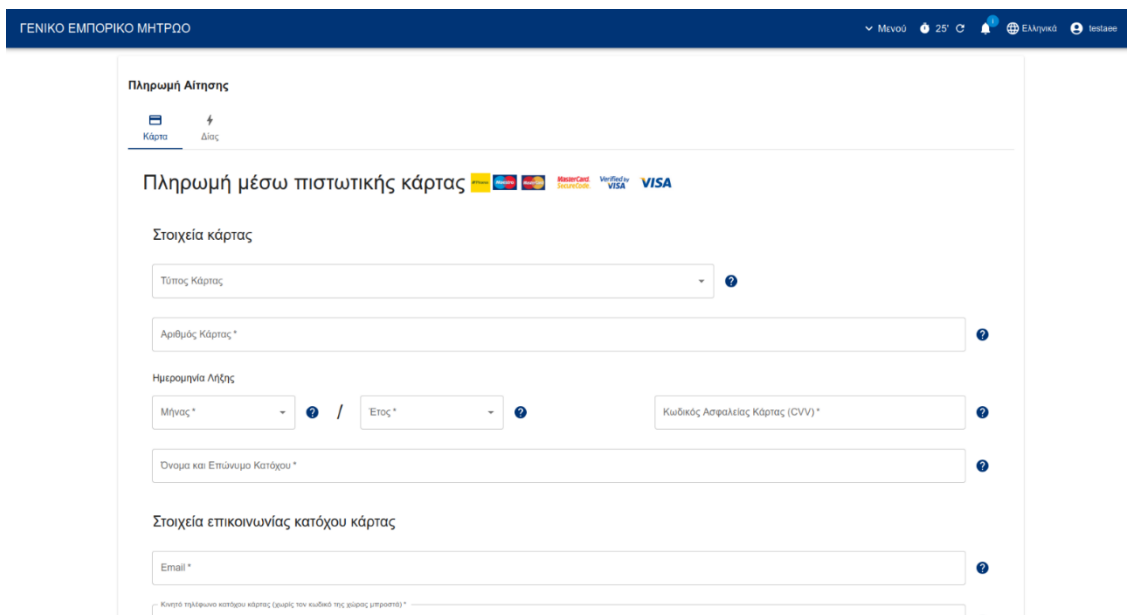 ΓΕΝΙΚΟ ΕΜΠΟΡΙΚΟ ΜΗΤΡΩΟ Μενού 25' Ελληνικά testaee
Πληρωμή Αίτησης
Κάρτα Δίας
Πληρωμή μέσω πιστωτικής κάρτας MasterCard SecureCode Verified by VISA VISA
Στοιχεία κάρτας
Τύπος Κάρτας
Αριθμός Κάρτας *
Ημερομηνία Λήξης
Μήνας * / Έτος * Κωδικός Ασφαλείας Κάρτας (CVV) *
Όνομα και Επώνυμο Κατόχου *
Στοιχεία επικοινωνίας κατόχου κάρτας
Email *
Κινητό τηλέφωνο κατόχου κάρτας (χωρίς τον κωδικό της χώρας μπροστά) *